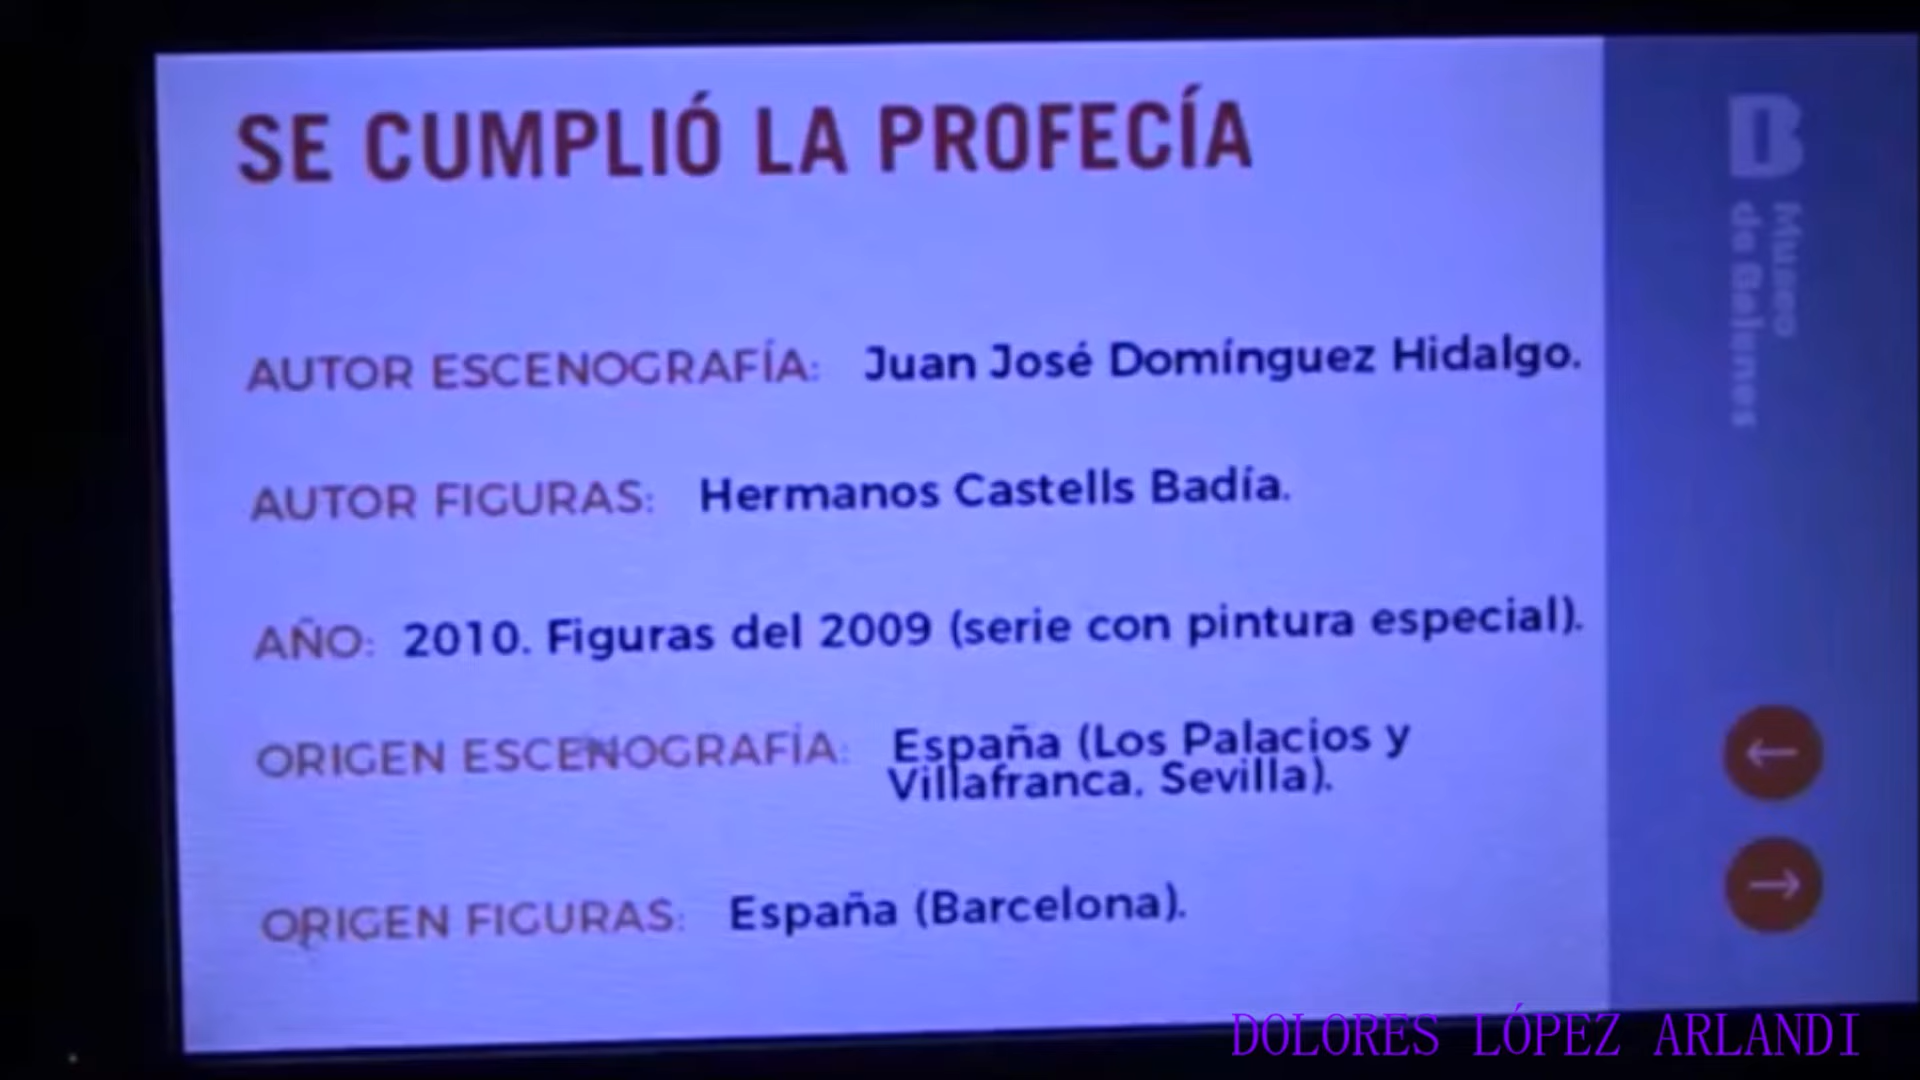 SE CUMPLIÓ LA PROFECÍA
AUTOR ESCENOGRAFÍA: Juan José Domínguez Hidalgo.
AUTOR FIGURAS: Hermanos Castells Badía.
AÑO: 2010. Figuras del 2009 (serie con pintura especial).
ORIGEN ESCENOGRAFÍA: España (Los Palacios y
Villafranca, Sevilla).
ORIGEN FIGURAS: España (Barcelona).
B
Museo
de Belenes
←
→
DOLORES LÓPEZ ARLANDI